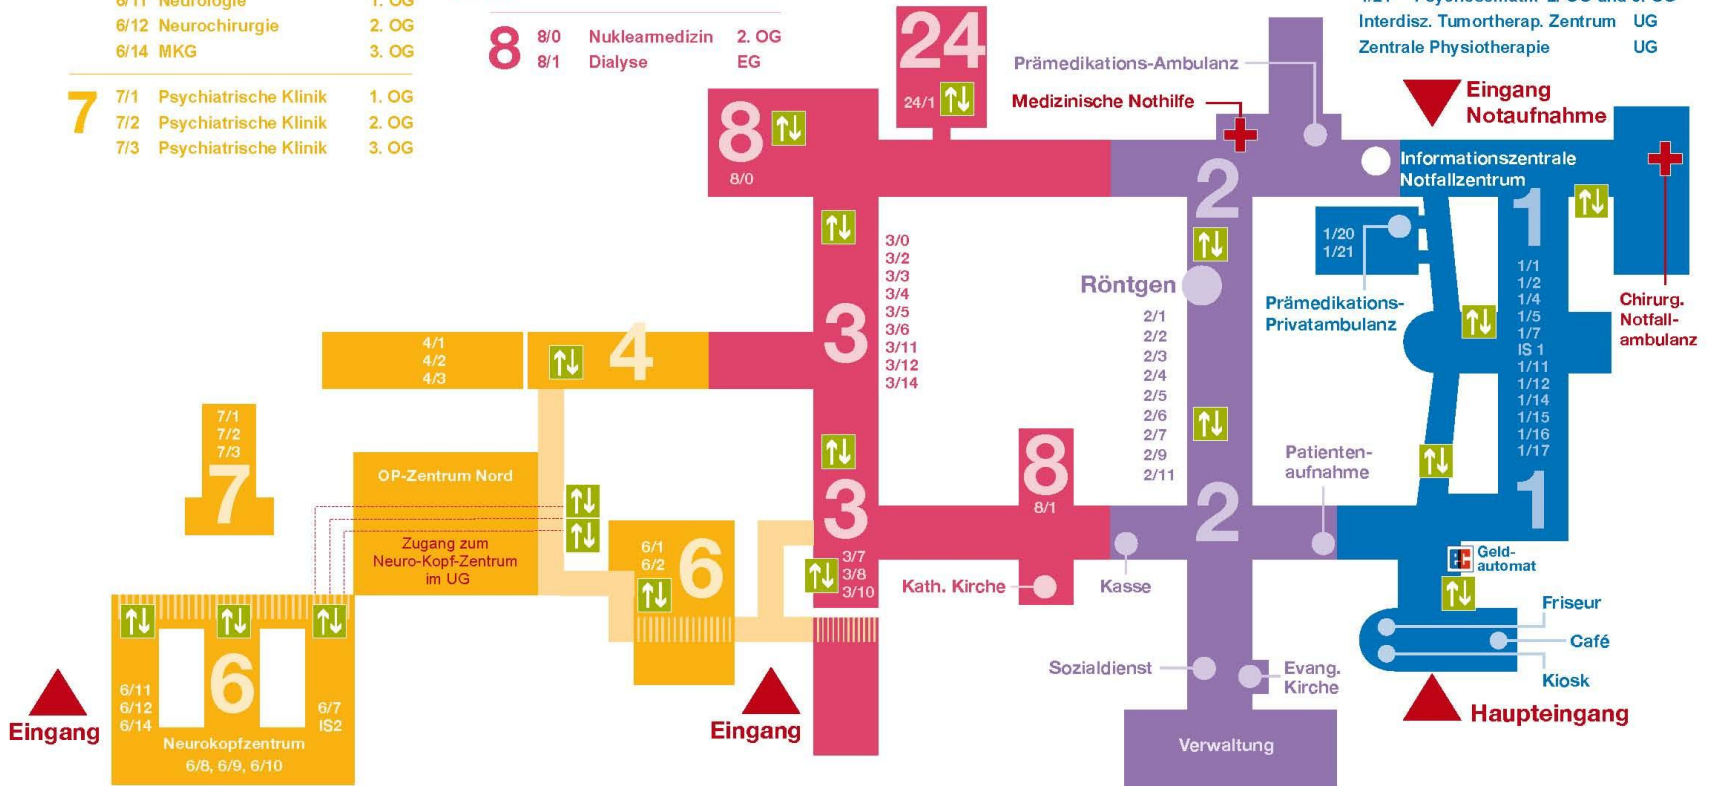 6/11 Neurologie 1. OG
6/12 Neurochirurgie 2. OG
6/14 MKG 3. OG
7
7/1 Psychiatrische Klinik 1. OG
7/2 Psychiatrische Klinik 2. OG
7/3 Psychiatrische Klinik 3. OG
8
8/0 Nuklearmedizin 2. OG
8/1 Dialyse EG
Interdisz. Tumortherap. Zentrum UG
Zentrale Physiotherapie UG
24
24/1
8
8/0
Prämedikations-Ambulanz
Medizinische Nothilfe
Eingang
Notaufnahme
Informationszentrale
Notfallzentrum
2
1
1/20
1/21
Prämedikations-
Privatambulanz
Chirurg.
Notfall-
ambulanz
1/1
1/2
1/4
1/5
1/7
IS 1
1/11
1/12
1/14
1/15
1/16
1/17
1
3/0
3/2
3/3
3/4
3/5
3/6
3/11
3/12
3/14
3
Röntgen
2/1
2/2
2/3
2/4
2/5
2/6
2/7
2/9
2/11
2
4/1
4/2
4/3
4
7/1
7/2
7/3
7
OP-Zentrum Nord
Zugang zum
Neuro-Kopf-Zentrum
im UG
6/1
6/2
6
3
3/7
3/8
3/10
8
8/1
Kath. Kirche
Kasse
Patienten-
aufnahme
EC
Geld-
automat
Friseur
Café
Kiosk
Haupteingang
Sozialdienst
Evang.
Kirche
Verwaltung
Eingang
Eingang
6/11
6/12
6/14
6
6/7
IS2
Neurokopfzentrum
6/8, 6/9, 6/10